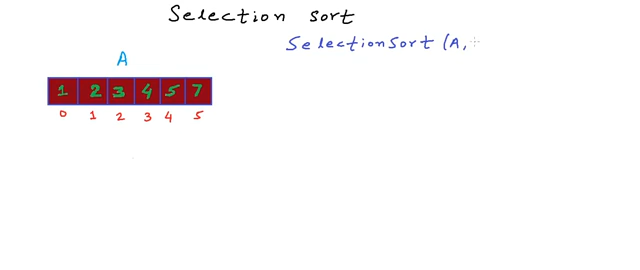 Selection sort
SelectionSort (A,
A
1 2 3 4 5 7
0 1 2 3 4 5